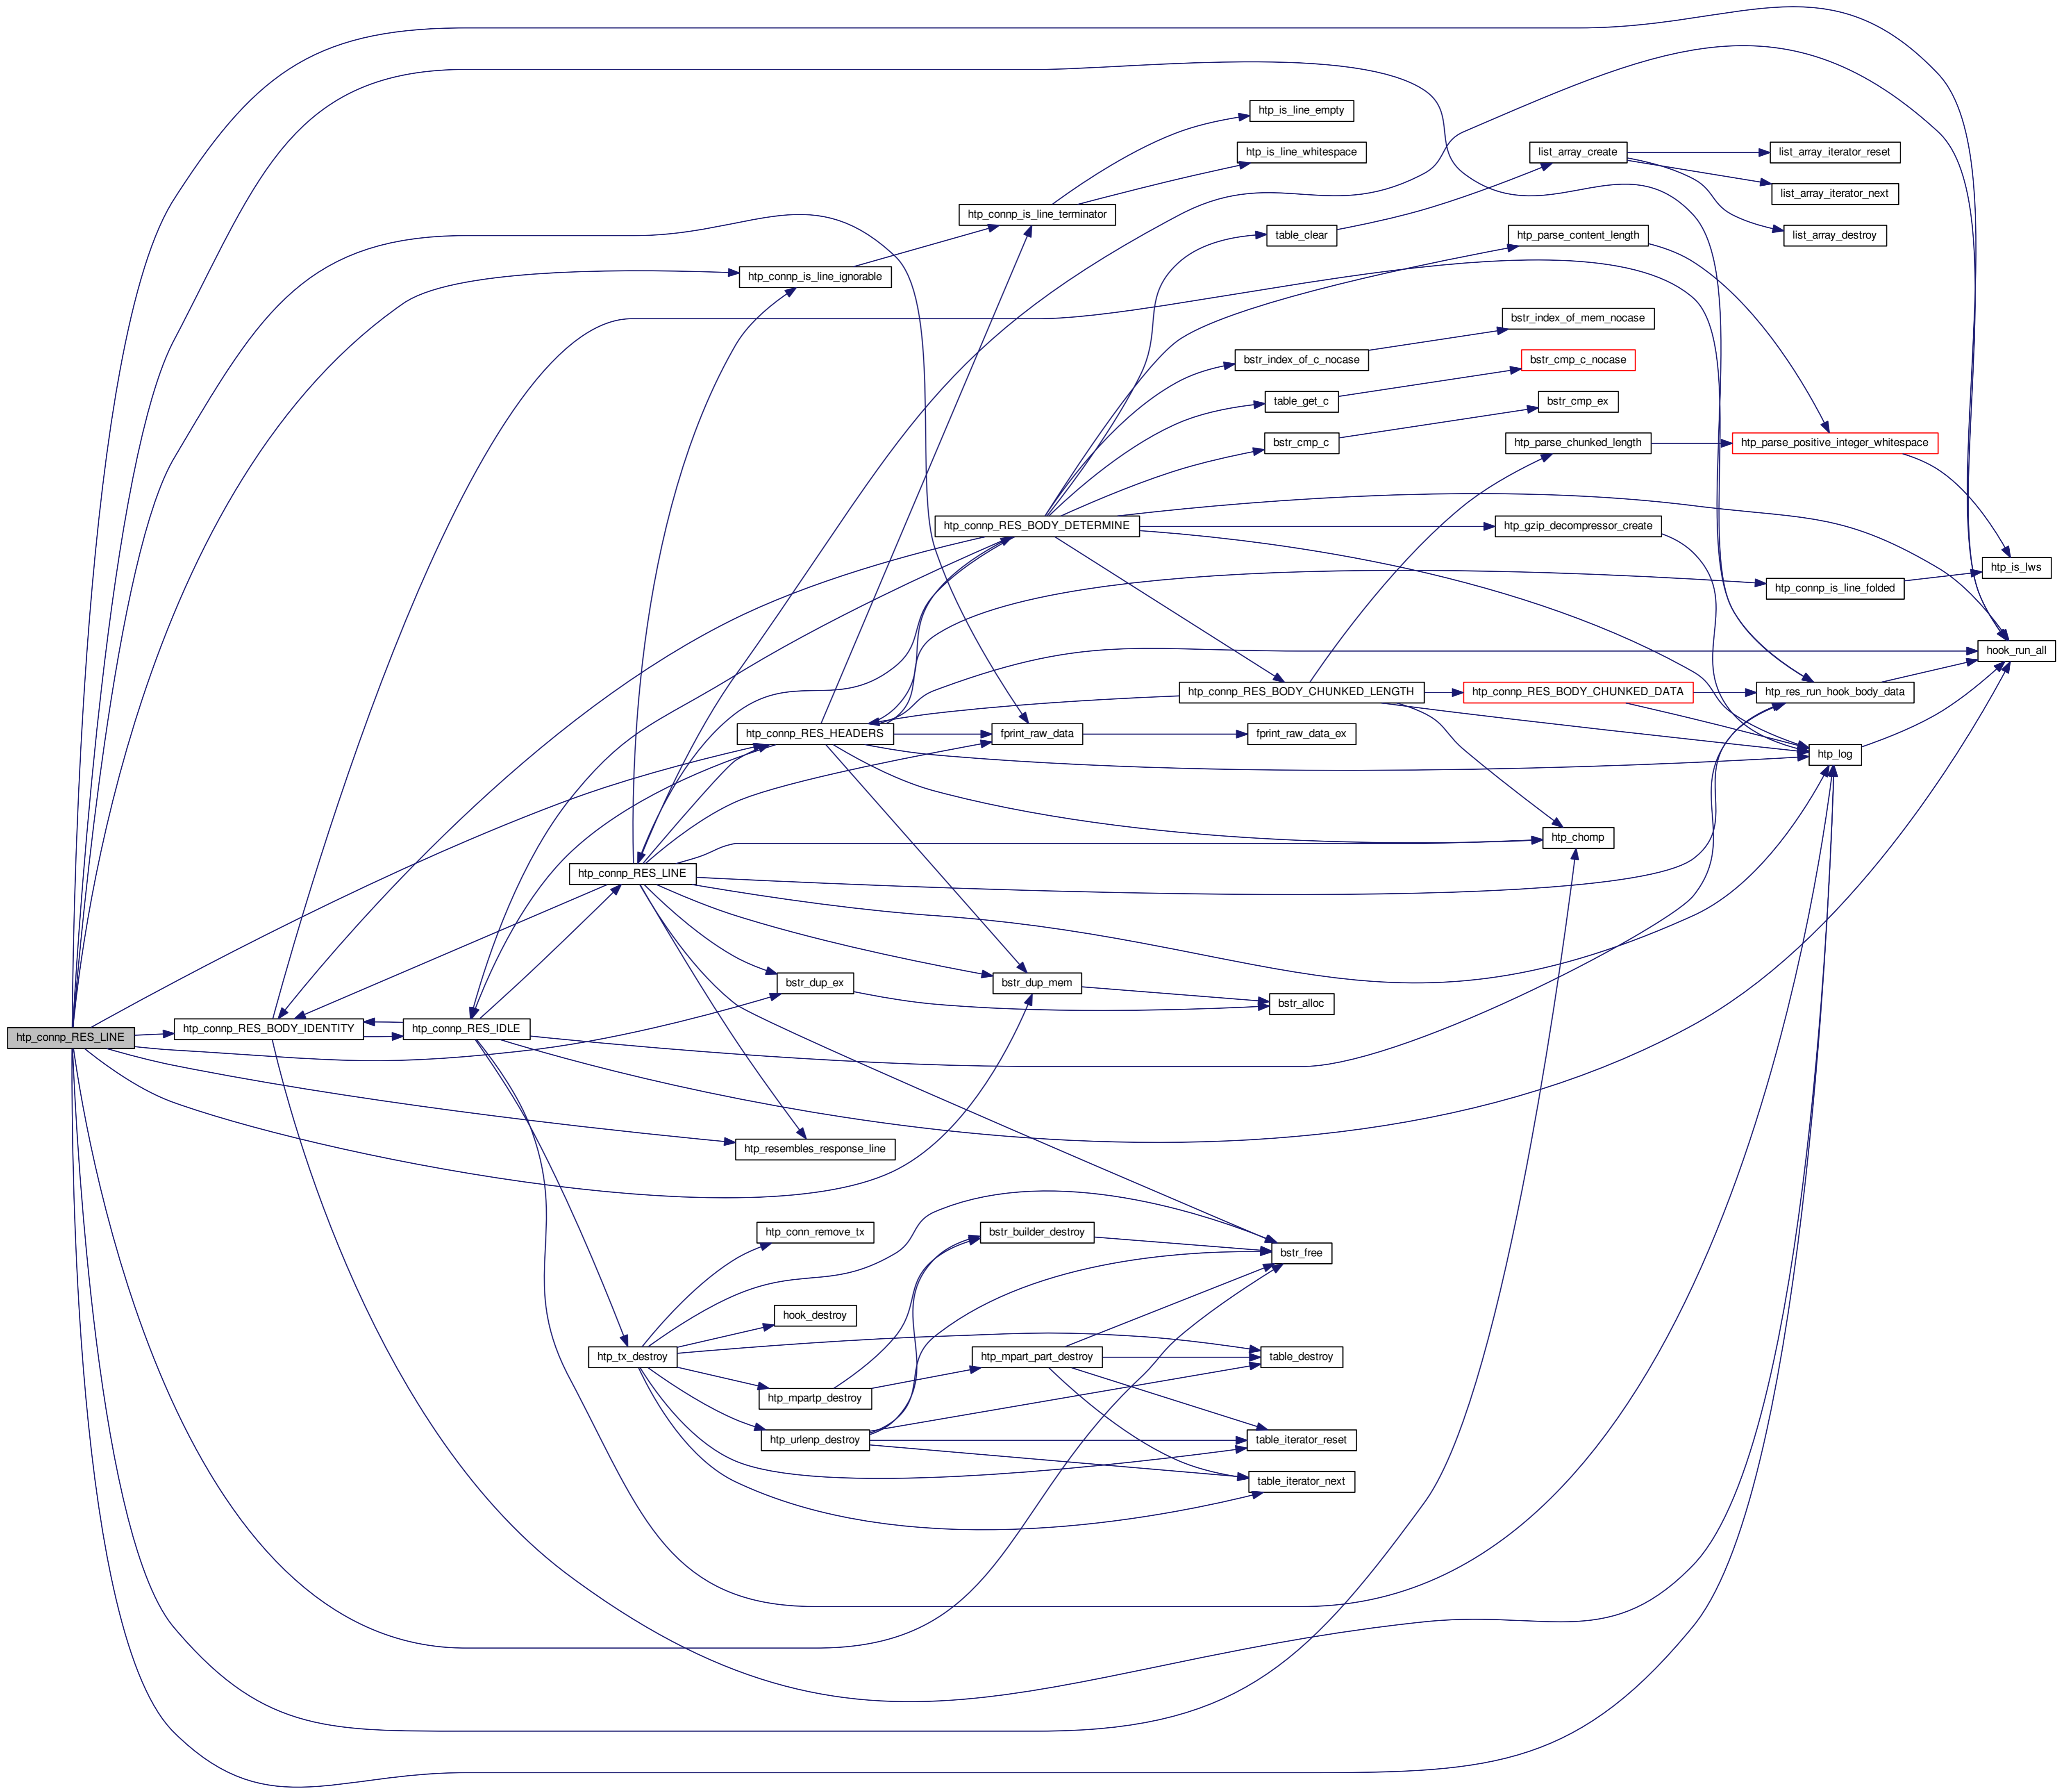 htp_is_line_empty
htp_is_line_whitespace
list_array_create
list_array_iterator_reset
list_array_iterator_next
htp_connp_is_line_terminator
table_clear
htp_parse_content_length
list_array_destroy
htp_connp_is_line_ignorable
bstr_index_of_mem_nocase
bstr_index_of_c_nocase
bstr_cmp_c_nocase
table_get_c
bstr_cmp_ex
bstr_cmp_c
htp_parse_chunked_length
htp_parse_positive_integer_whitespace
htp_connp_RES_BODY_DETERMINE
htp_gzip_decompressor_create
htp_is_lws
htp_connp_is_line_folded
hook_run_all
htp_connp_RES_BODY_CHUNKED_LENGTH
htp_connp_RES_BODY_CHUNKED_DATA
htp_res_run_hook_body_data
htp_connp_RES_HEADERS
fprint_raw_data
fprint_raw_data_ex
htp_log
htp_chomp
htp_connp_RES_LINE
bstr_dup_ex
bstr_dup_mem
bstr_alloc
htp_connp_RES_LINE
htp_connp_RES_BODY_IDENTITY
htp_connp_RES_IDLE
htp_resembles_response_line
htp_conn_remove_tx
bstr_builder_destroy
bstr_free
hook_destroy
htp_tx_destroy
htp_mpart_part_destroy
table_destroy
htp_mpartp_destroy
htp_urlenp_destroy
table_iterator_reset
table_iterator_next